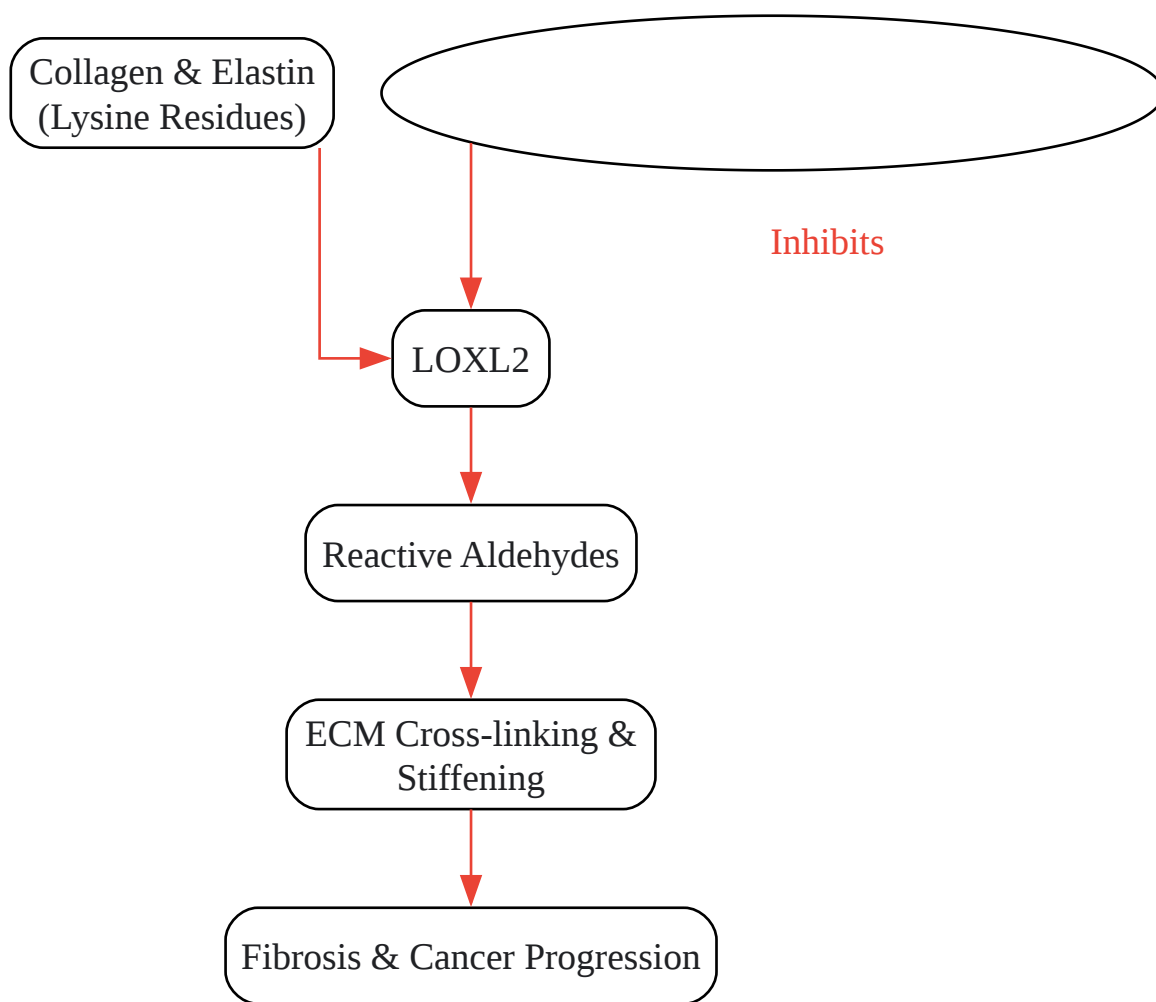 Collagen & Elastin
(Lysine Residues)
Inhibits
LOXL2
Reactive Aldehydes
ECM Cross-linking &
Stiffening
Fibrosis & Cancer Progression